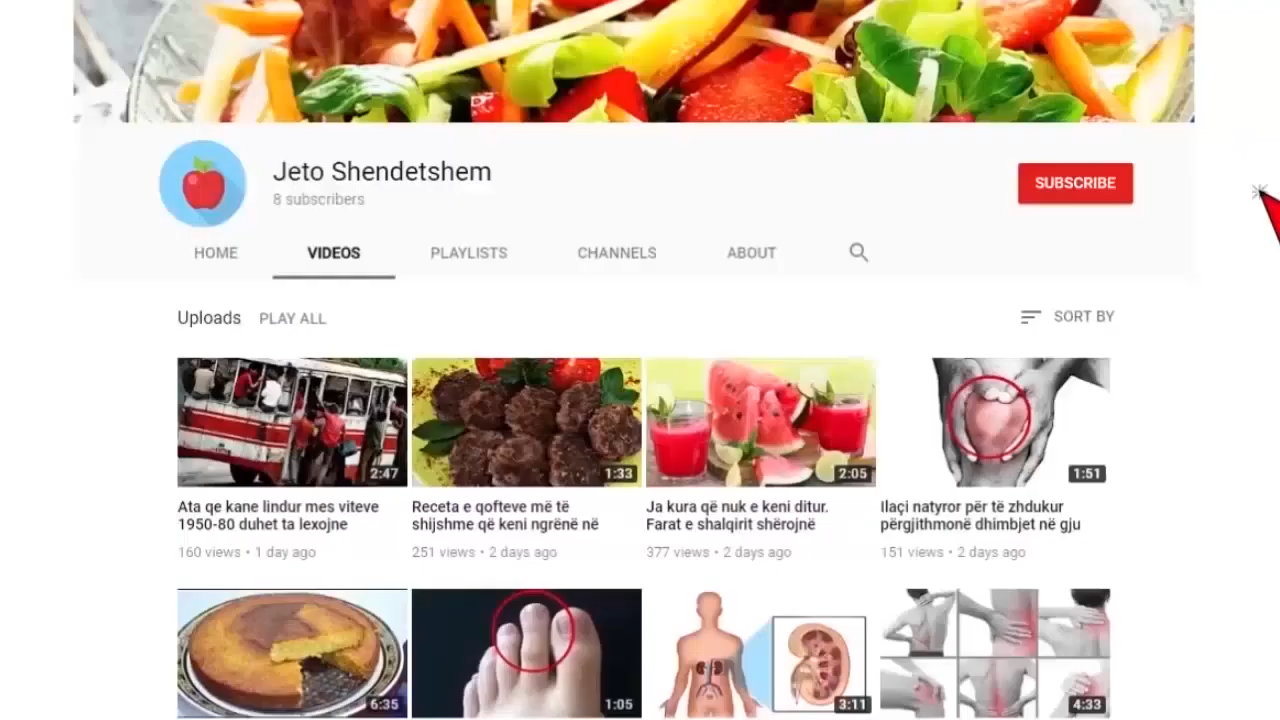 Jeto Shendetshem
8 subscribers
SUBSCRIBE
HOME VIDEOS PLAYLISTS CHANNELS ABOUT
Uploads PLAY ALL SORT BY
2:47 1:33 2:05 1:51
Ata qe kane lindur mes viteve
1950-80 duhet ta lexojne
160 views • 1 day ago
Receta e qofteve më të
shijshme që keni ngrënë në
251 views • 2 days ago
Ja kura që nuk e keni ditur.
Farat e shalqirit shërojnë
377 views • 2 days ago
Ilaçi natyror për të zhdukur
përgjithmonë dhimbjet në gju
151 views • 2 days ago
6:35 1:05 3:11 4:33